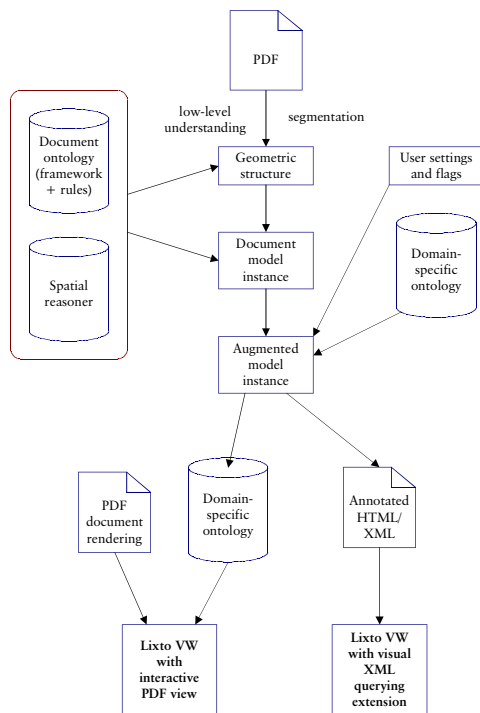 PDF
low-level
understanding
segmentation
Document
ontology
(framework
+ rules)
Geometric
structure
User settings
and flags
Spatial
reasoner
Document
model
instance
Domain-
specific
ontology
Augmented
model
instance
PDF
document
rendering
Domain-
specific
ontology
Annotated
HTML/
XML
Lixto VW
with
interactive
PDF view
Lixto VW
with visual
XML
querying
extension